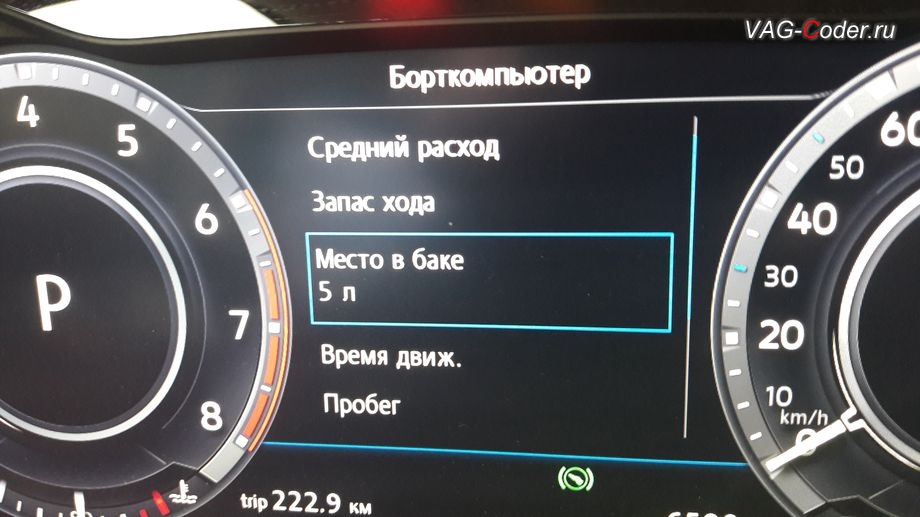 VAG-Coder.ru
Борткомпьютер
Средний расход
Запас хода
Место в баке
5 л
Время движ.
Пробег
4
5
6
7
8
P
60
50
40
30
20
10
km/h
0
trip 222.9 км